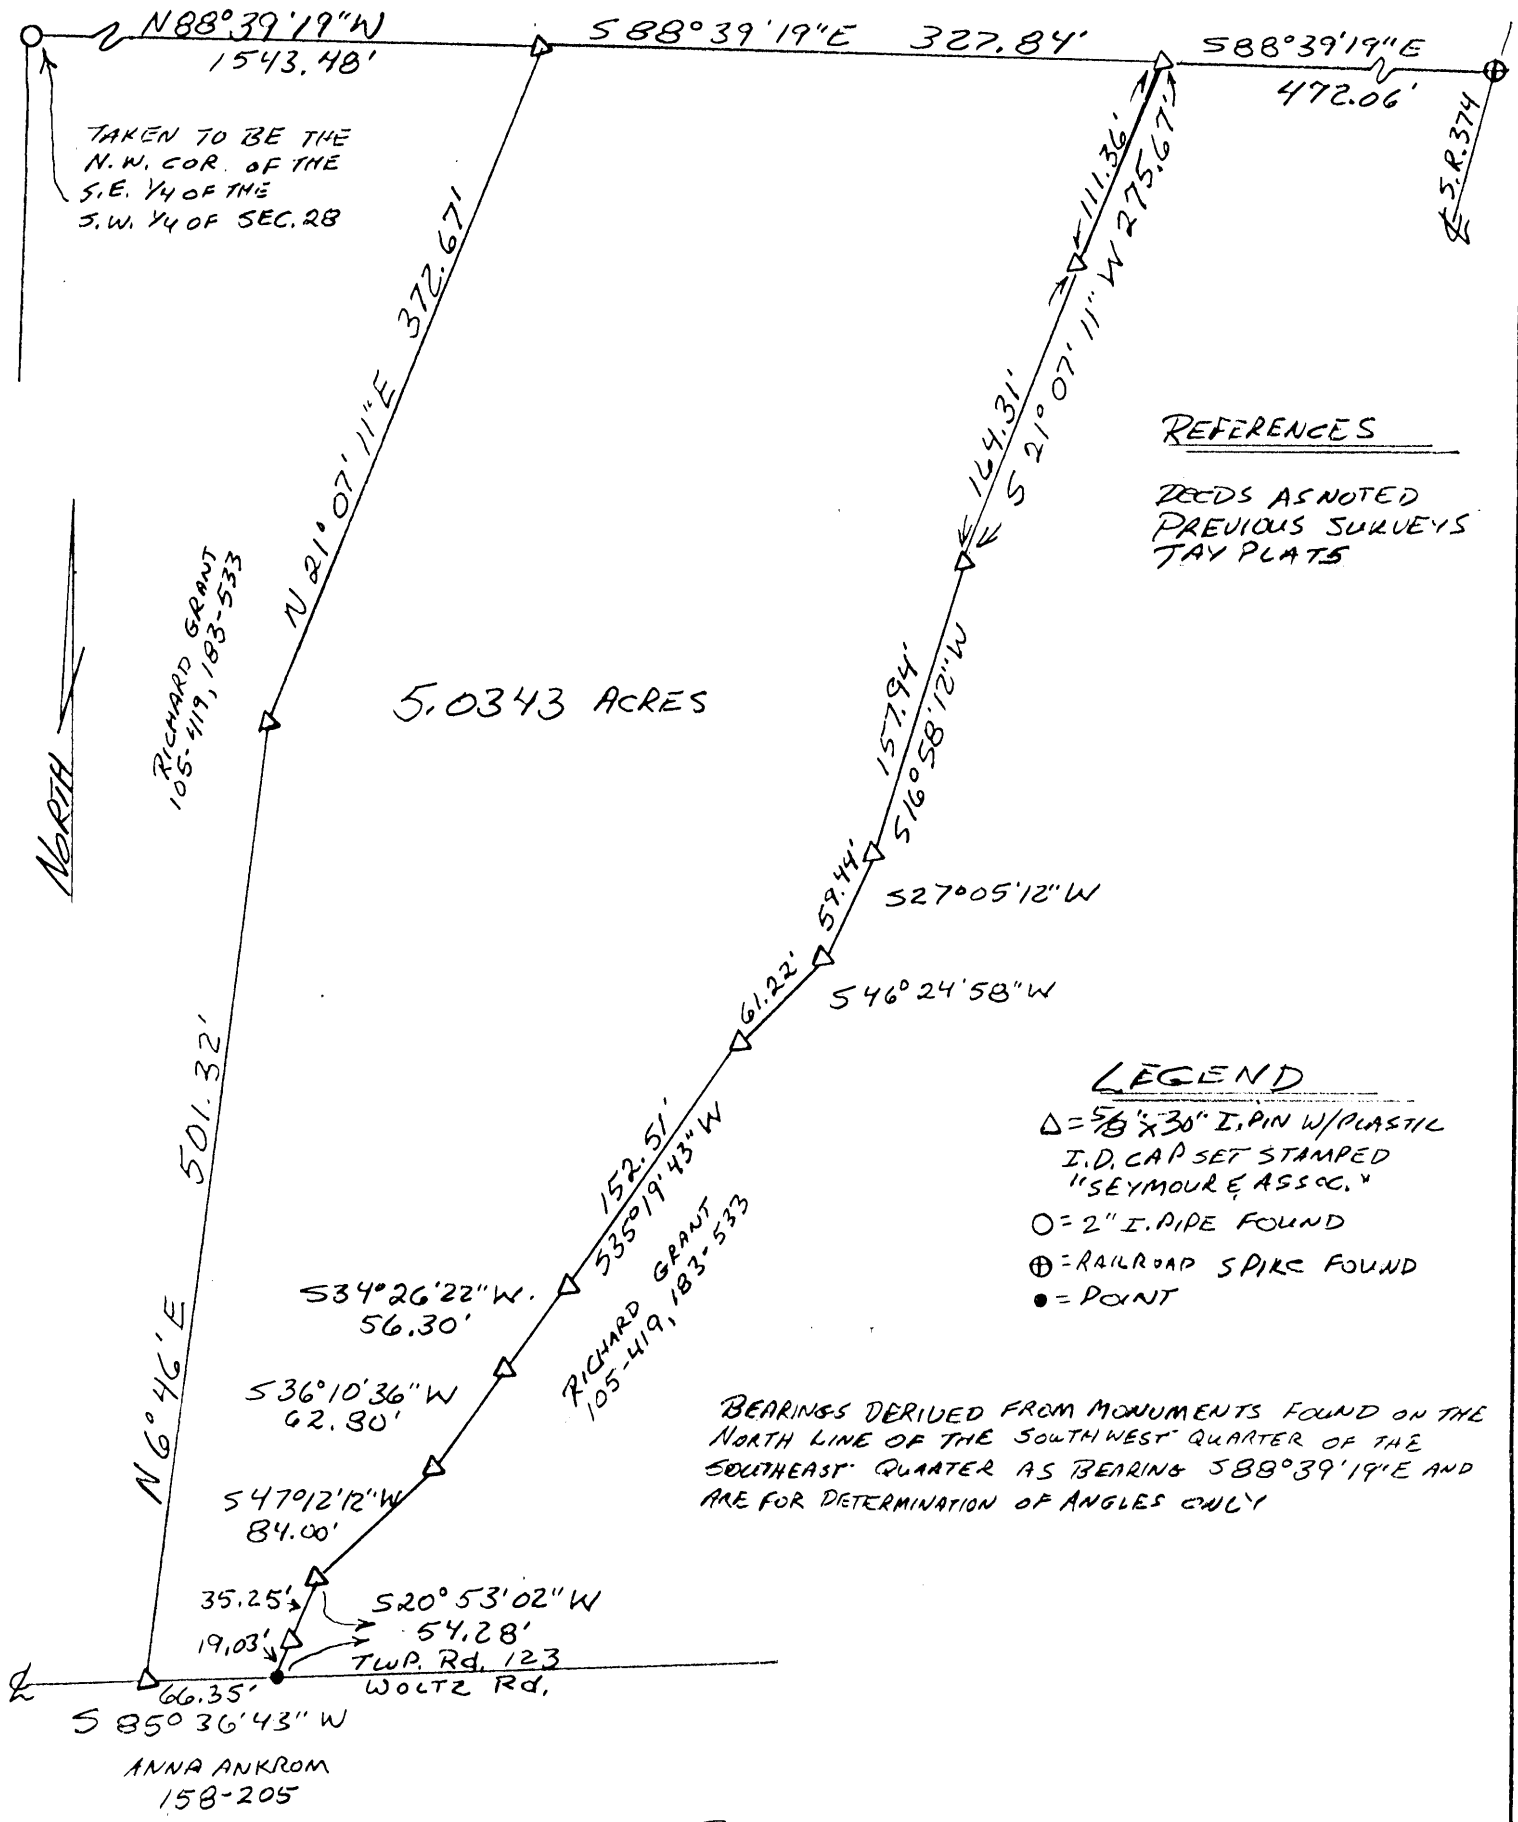 N88°39'19"W
1543.48'
S88°39'19"E 327.84'
S88°39'19"E
472.06'
TAKEN TO BE THE
N.W. COR. OF THE
S.E. 1/4 OF THE
S.W. 1/4 OF SEC. 28
℄ S.R. 374
111.36'
S 21° 07' 11" W 275.67'
164.31'
N 21° 07' 11" E 372.67'
REFERENCES
DEEDS AS NOTED
PREVIOUS SURVEYS
TAX PLATS
RICHARD GRANT
105-419, 183-533
NORTH
5.0343 ACRES
157.94'
S16°58'12"W
59.44'
S27°05'12"W
61.22'
S46°24'58"W
501.32'
N6°46'E
152.51'
S35°19'43"W
RICHARD GRANT
105-419, 183-533
LEGEND
△ = 5/8"x30" I.PIN W/PLASTIC
I.D. CAP SET STAMPED
"SEYMOUR & ASSOC."
○ = 2" I.PIPE FOUND
⊕ = RAILROAD SPIKE FOUND
● = POINT
S34°26'22"W.
56.30'
S36°10'36"W
62.80'
S47°12'12"W
84.00'
BEARINGS DERIVED FROM MONUMENTS FOUND ON THE
NORTH LINE OF THE SOUTHWEST QUARTER OF THE
SOUTHEAST QUARTER AS BEARING S88°39'19"E AND
ARE FOR DETERMINATION OF ANGLES ONLY
35.25'
19.03'
S20°53'02"W
54.28'
TWP. Rd. 123
WOLTZ Rd.
℄
66.35'
S 85° 36' 43" W
ANNA ANKROM
158-205